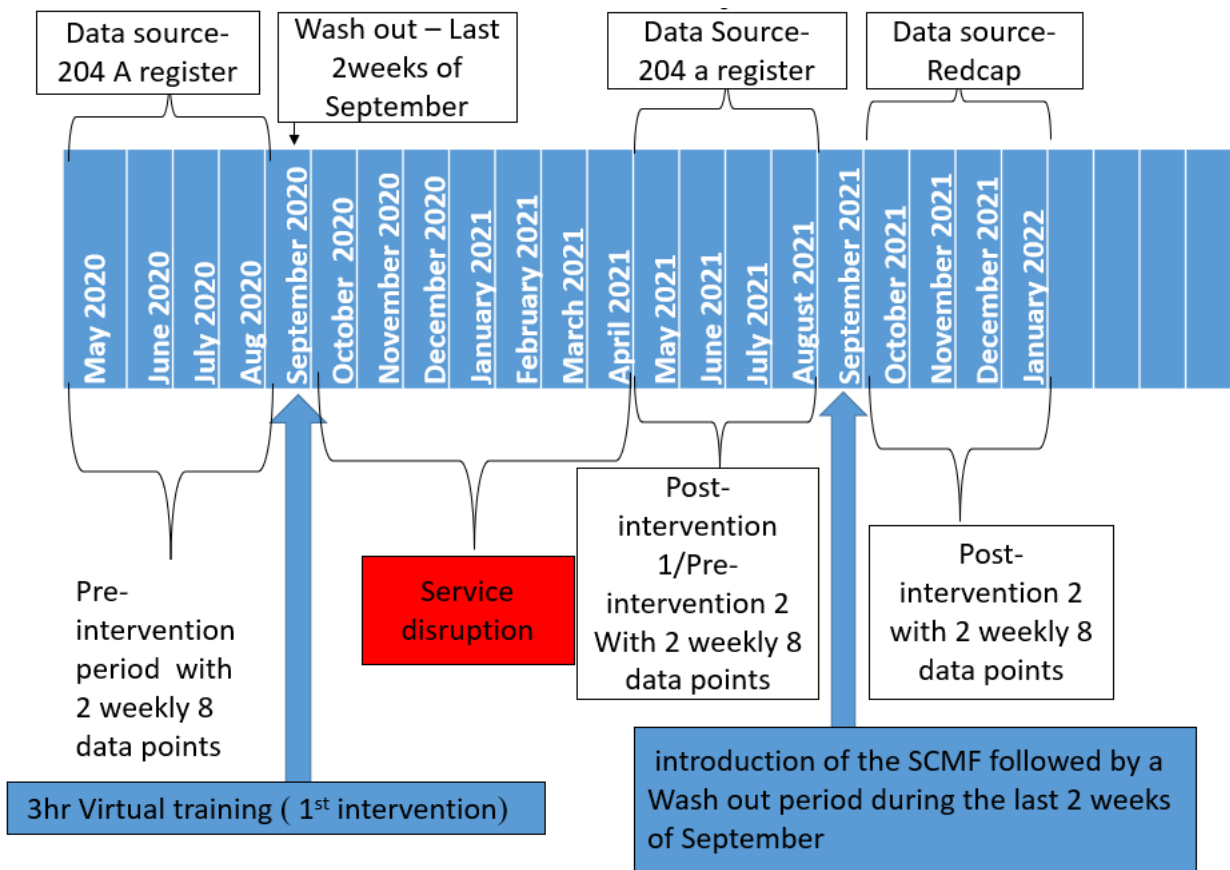 Data source-
204 A register
Wash out – Last
2weeks of
September
Data Source-
204 a register
Data source-
Redcap
May 2020
June 2020
July 2020
Aug 2020
September 2020
October 2020
November 2020
December 2020
January 2021
February 2021
March 2021
April 2021
May 2021
June 2021
July 2021
August 2021
September 2021
October 2021
November 2021
December 2021
January 2022
Pre-
intervention
period with
2 weekly 8
data points
Service
disruption
Post-
intervention
1/Pre-
intervention 2
With 2 weekly 8
data points
Post-
intervention 2
with 2 weekly 8
data points
3hr Virtual training ( 1st intervention)
introduction of the SCMF followed by a
Wash out period during the last 2 weeks
of September